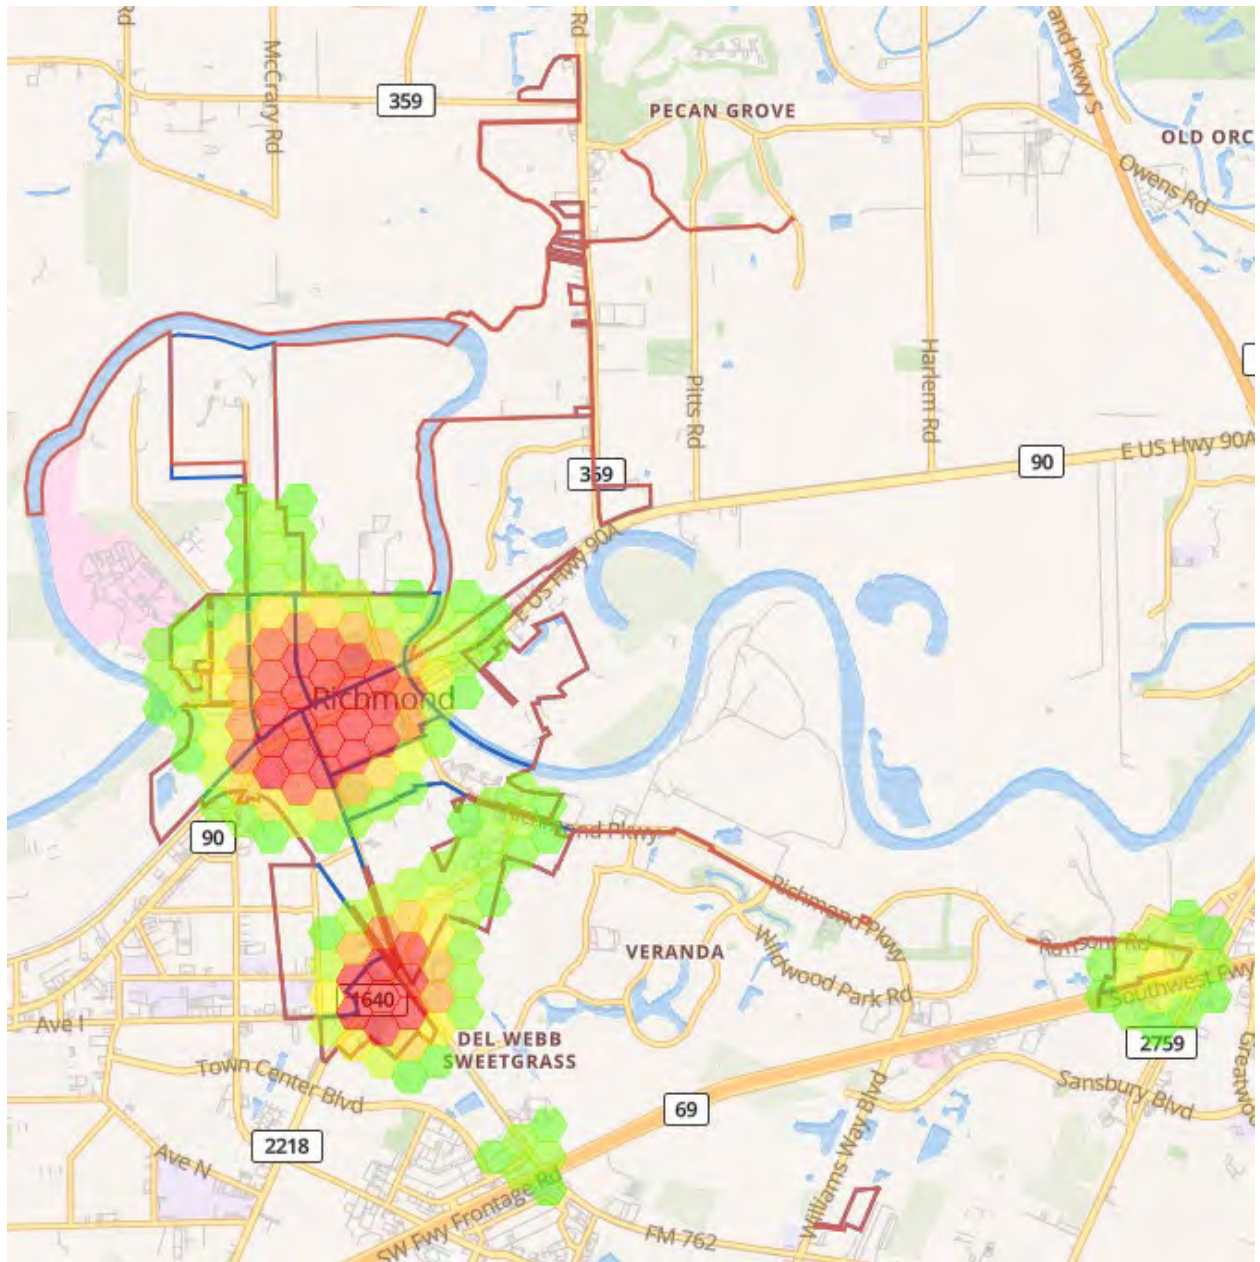 Rd
Rd
and Pkwy S
McCrary Rd
359
PECAN GROVE
OLD ORC
Owens Rd
Harlem Rd
Pitts Rd
359
90
E US Hwy 90A
E US Hwy 90A
Richmond
90
Richmond Pkwy
Richmond Pkwy
VERANDA
Wildwood Park Rd
Ransom Rd
Southwest Fwy
1640
Ave I
DEL WEBB
SWEETGRASS
2759
Greatwo
Town Center Blvd
Sansbury Blvd
69
2218
Ave N
Williams Way Blvd
SW Fwy Frontage Rd
FM 762